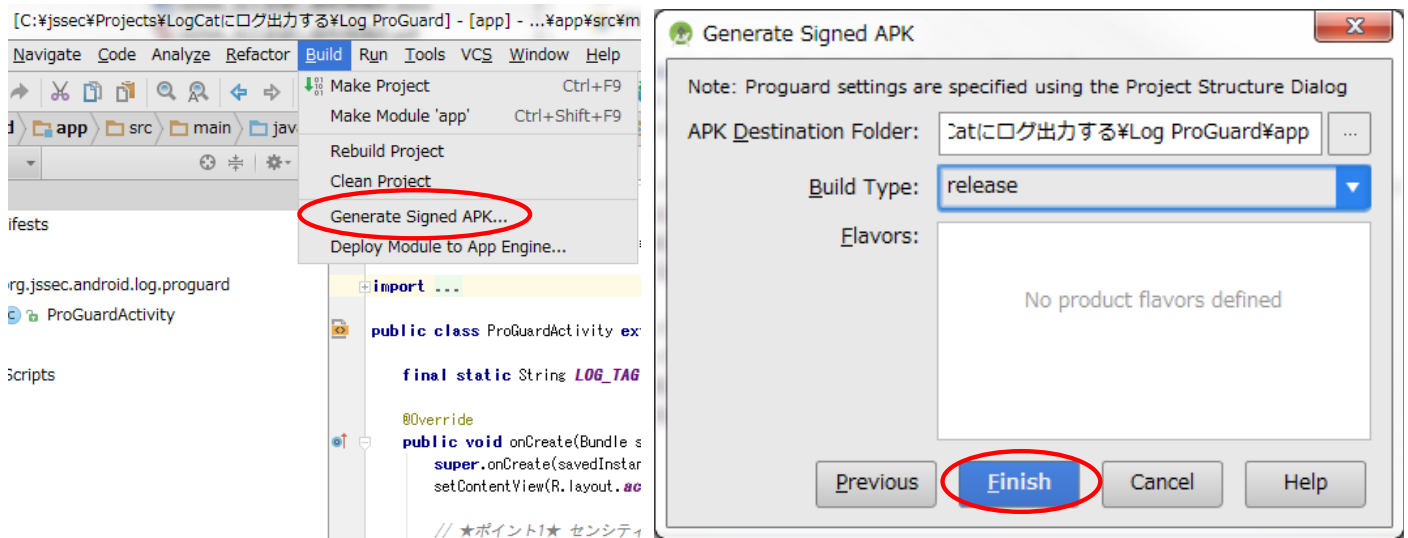 [C:¥jssec¥Projects¥LogCatにログ出力する¥Log ProGuard] - [app] - ...¥app¥src¥m
Navigate Code Analyze Refactor Build Run Tools VCS Window Help
Make Project Ctrl+F9
Make Module 'app' Ctrl+Shift+F9
app src main jav
Rebuild Project
Clean Project
Generate Signed APK...
Deploy Module to App Engine...
ifests
rg.jssec.android.log.proguard
ProGuardActivity
Scripts
import ...
public class ProGuardActivity ex
final static String LOG_TAG
@Override
public void onCreate(Bundle s
super.onCreate(savedInstan
setContentView(R.layout.ac
// ★ポイント1★ センシティ
Generate Signed APK
Note: Proguard settings are specified using the Project Structure Dialog
APK Destination Folder: Catにログ出力する¥Log ProGuard¥app ...
Build Type: release
Flavors:
No product flavors defined
Previous Finish Cancel Help